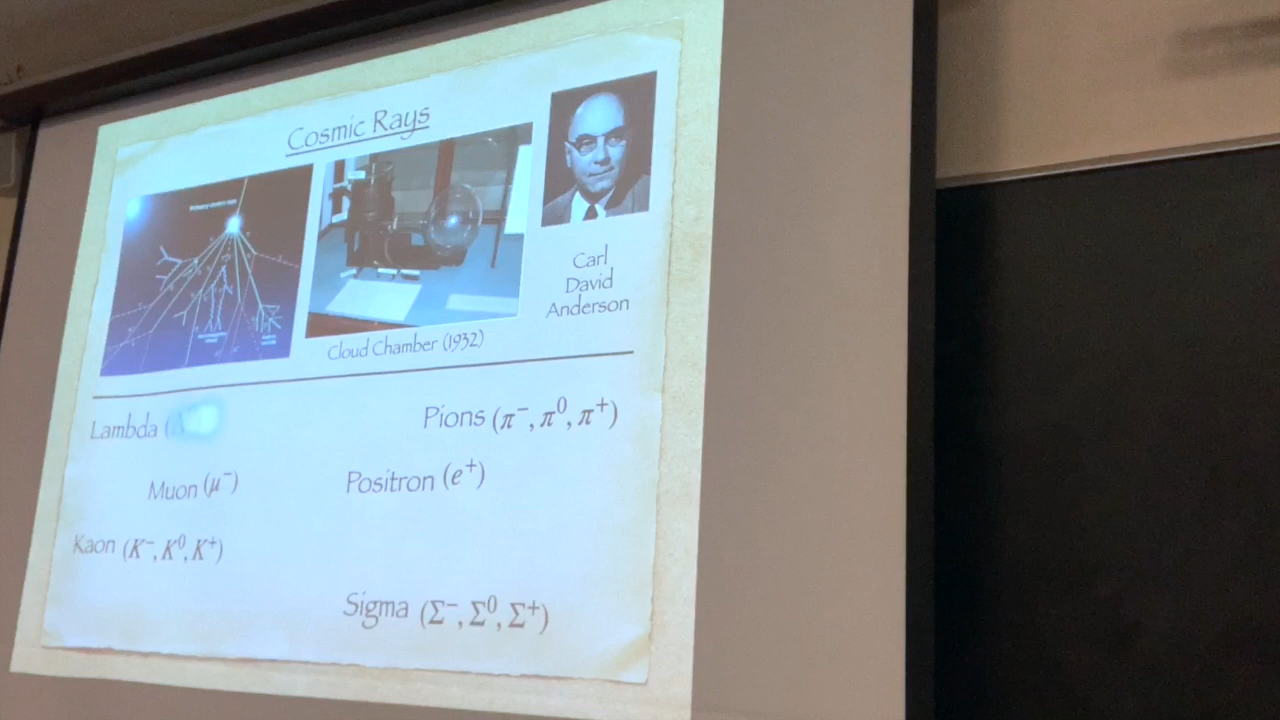 Cosmic Rays
Carl
David
Anderson
Cloud Chamber (1932)
Lambda (Λ
Pions (π⁻, π⁰, π⁺)
Muon (μ⁻)
Positron (e⁺)
Kaon (K⁻, K⁰, K⁺)
Sigma (Σ⁻, Σ⁰, Σ⁺)